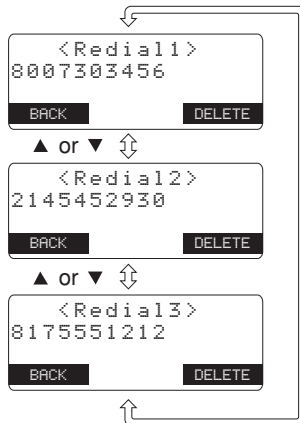 <Redial1>
8007303456
BACK DELETE
▲ or ▼
<Redial2>
2145452930
BACK DELETE
▲ or ▼
<Redial3>
8175551212
BACK DELETE